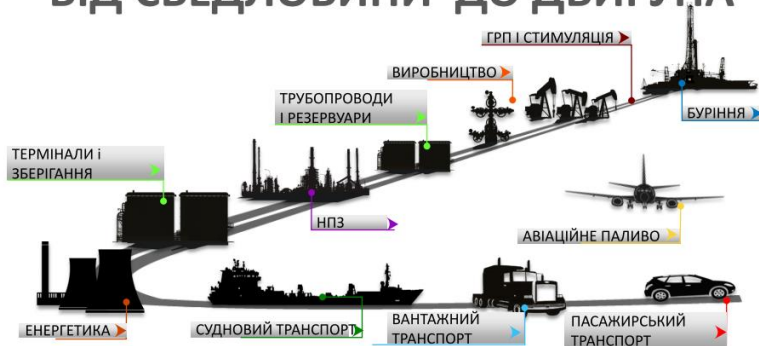 ВІД СВЕДЛОВИНИ ДО ДВИГУНА
ГРП І СТИМУЛЯЦІЯ
ВИРОБНИЦТВО
ТРУБОПРОВОДИ
І РЕЗЕРВУАРИ
БУРІННЯ
ТЕРМІНАЛИ і
ЗБЕРІГАННЯ
НПЗ
АВІАЦІЙНЕ ПАЛИВО
ЕНЕРГЕТИКА
СУДНОВИЙ ТРАНСПОРТ
ВАНТАЖНИЙ
ТРАНСПОРТ
ПАСАЖИРСЬКИЙ
ТРАНСПОРТ